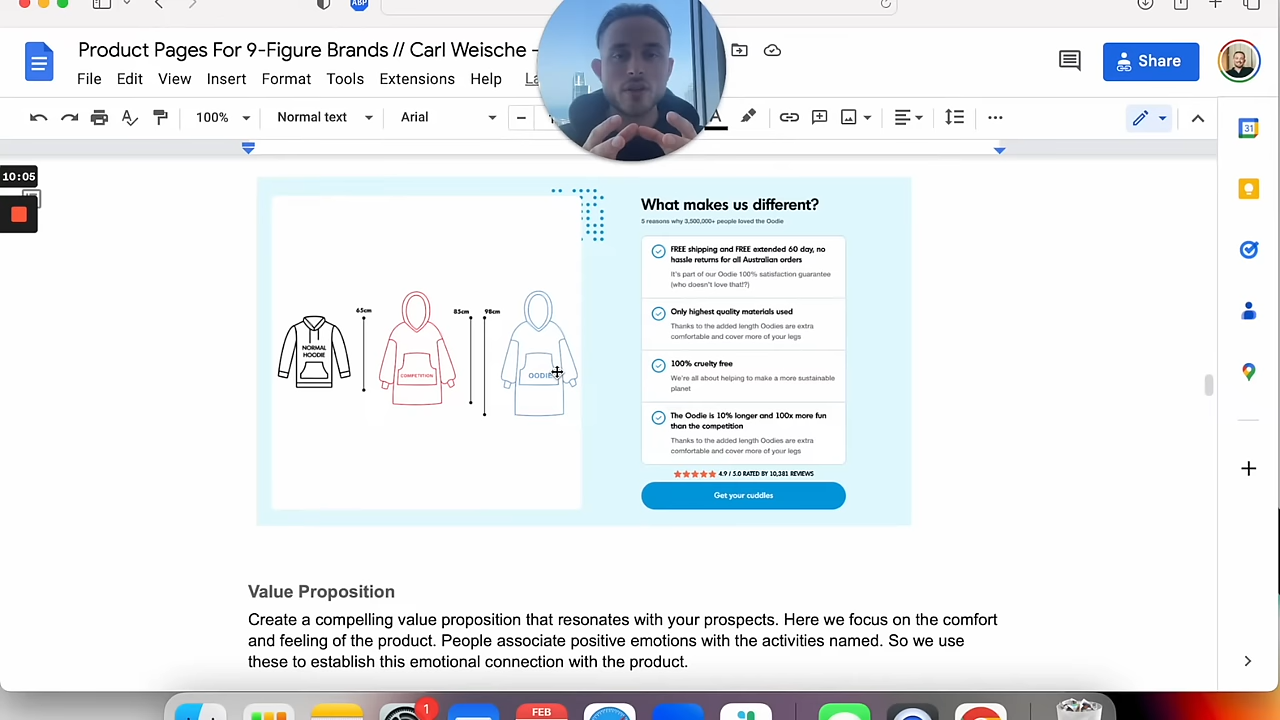 ABP
Product Pages For 9-Figure Brands // Carl Weische -
File Edit View Insert Format Tools Extensions Help
Share
100% Normal text Arial
10:05
31
What makes us different?
5 reasons why 3,500,000+ people loved the Oodie
FREE shipping and FREE extended 60 day, no
hassle returns for all Australian orders
It's part of our Oodie 100% satisfaction guarantee
(who doesn't love that!?)
Only highest quality materials used
Thanks to the added length Oodies are extra
comfortable and cover more of your legs
100% cruelty free
We're all about helping to make a more sustainable
planet
The Oodie is 10% longer and 100x more fun
than the competition
Thanks to the added length Oodies are extra
comfortable and cover more of your legs
4.9 / 5.0 RATED BY 10,381 REVIEWS
Get your cuddles
65cm
85cm
98cm
NORMAL
HOODIE
COMPETITION
OODIE
Value Proposition
Create a compelling value proposition that resonates with your prospects. Here we focus on the comfort
and feeling of the product. People associate positive emotions with the activities named. So we use
these to establish this emotional connection with the product.
1
FEB